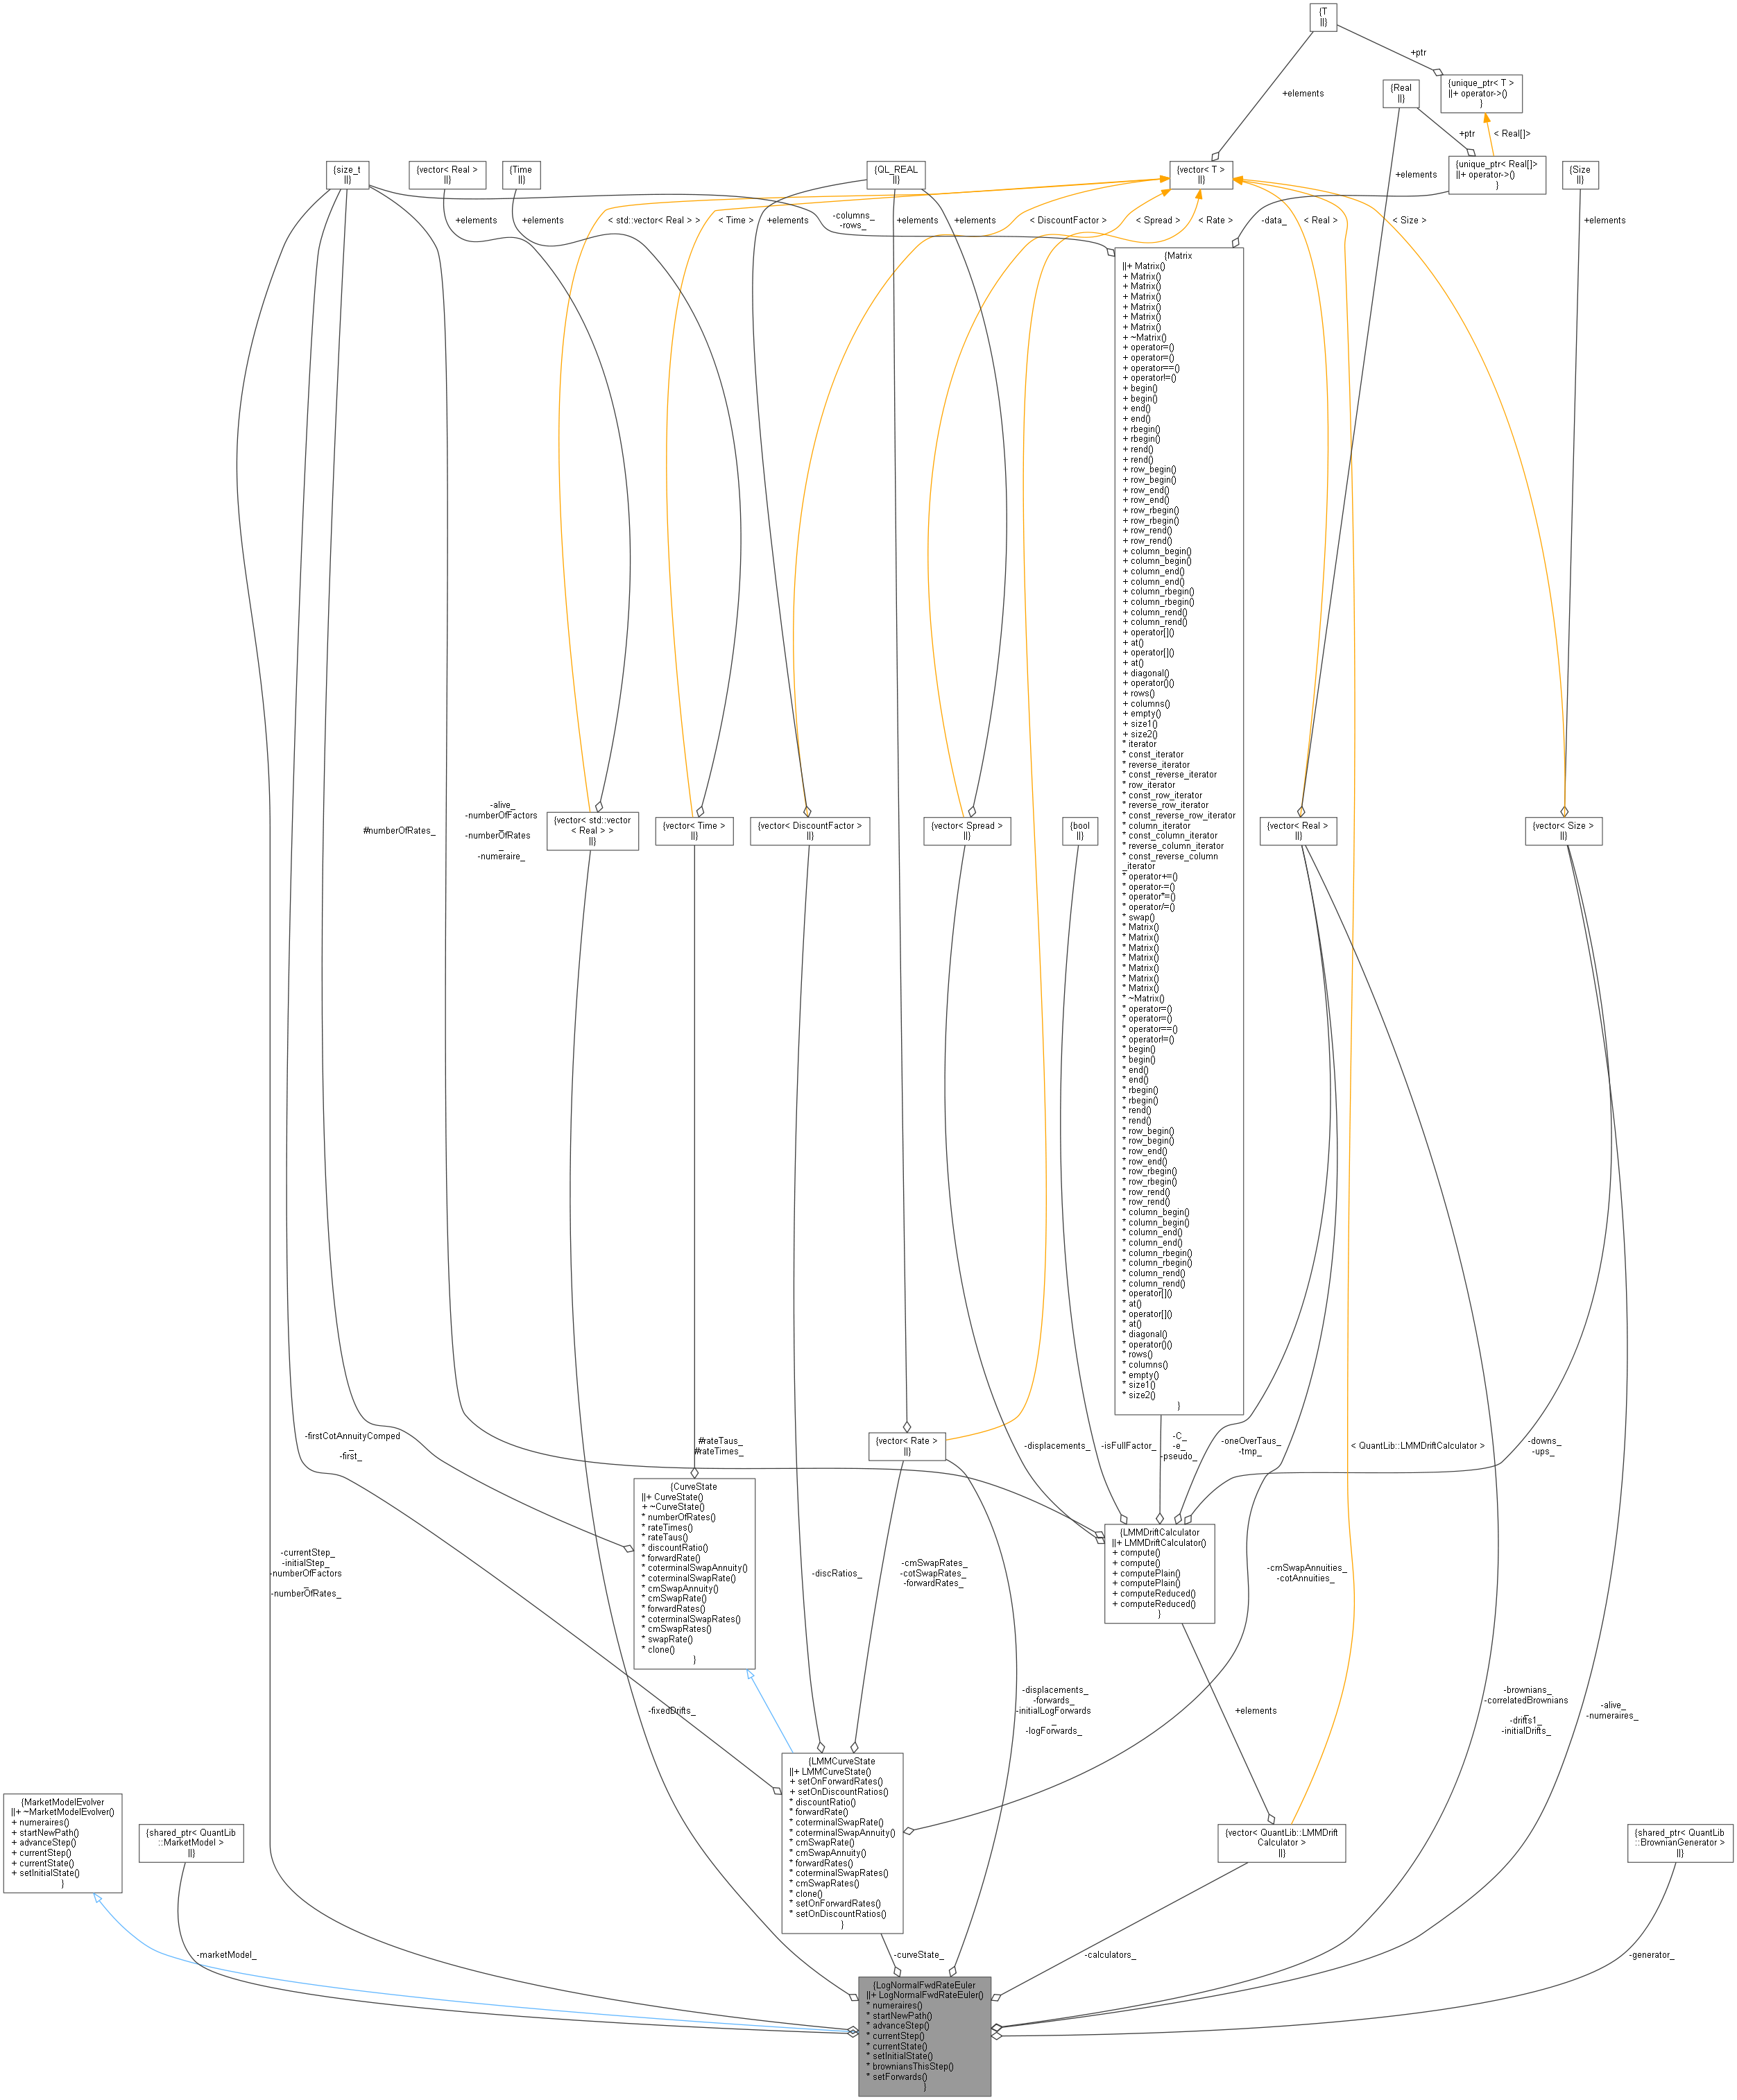 {T
||}
+ptr
{unique_ptr< T >
||+ operator->()
}
+elements
{Real
||}
+ptr
< Real[]>
{size_t
||}
{vector< Real >
||}
{Time
||}
{QL_REAL
||}
{vector< T >
||}
+elements
{unique_ptr< Real[]>
||+ operator->()
}
{Size
||}
+elements
+elements
< std::vector< Real > >
< Time >
+elements
-columns_
-rows_
+elements
+elements
< DiscountFactor >
< Spread >
< Rate >
-data_
< Real >
< Size >
+elements
{Matrix
||+ Matrix()
+ Matrix()
+ Matrix()
+ Matrix()
+ Matrix()
+ Matrix()
+ Matrix()
+ ~Matrix()
+ operator=()
+ operator=()
+ operator==()
+ operator!=()
+ begin()
+ begin()
+ end()
+ end()
+ rbegin()
+ rbegin()
+ rend()
+ rend()
+ row_begin()
+ row_begin()
+ row_end()
+ row_end()
+ row_rbegin()
+ row_rbegin()
+ row_rend()
+ row_rend()
+ column_begin()
+ column_begin()
+ column_end()
+ column_end()
+ column_rbegin()
+ column_rbegin()
+ column_rend()
+ column_rend()
+ operator[]()
+ at()
+ operator[]()
+ at()
+ diagonal()
+ operator()()
+ rows()
+ columns()
+ empty()
+ size1()
+ size2()
* iterator
* const_iterator
* reverse_iterator
* const_reverse_iterator
* row_iterator
* const_row_iterator
* reverse_row_iterator
* const_reverse_row_iterator
* column_iterator
* const_column_iterator
* reverse_column_iterator
* const_reverse_column
_iterator
* operator+=()
* operator-=()
* operator*=()
* operator/=()
* swap()
* Matrix()
* Matrix()
* Matrix()
* Matrix()
* Matrix()
* Matrix()
* Matrix()
* ~Matrix()
* operator=()
* operator=()
* operator==()
* operator!=()
* begin()
* begin()
* end()
* end()
* rbegin()
* rbegin()
* rend()
* rend()
* row_begin()
* row_begin()
* row_end()
* row_end()
* row_rbegin()
* row_rbegin()
* row_rend()
* row_rend()
* column_begin()
* column_begin()
* column_end()
* column_end()
* column_rbegin()
* column_rbegin()
* column_rend()
* column_rend()
* operator[]()
* at()
* operator[]()
* at()
* diagonal()
* operator()()
* rows()
* columns()
* empty()
* size1()
* size2()
}
#numberOfRates_
-alive_
-numberOfFactors
_
-numberOfRates
_
-numeraire_
{vector< std::vector
< Real > >
||}
{vector< Time >
||}
{vector< DiscountFactor >
||}
{vector< Spread >
||}
{bool
||}
{vector< Real >
||}
{vector< Size >
||}
-firstCotAnnuityComped
_
-first_
#rateTaus_
#rateTimes_
{vector< Rate >
||}
-displacements_
-isFullFactor_
-C_
-e_
-pseudo_
-oneOverTaus_
-tmp_
< QuantLib::LMMDriftCalculator >
-downs_
-ups_
{CurveState
||+ CurveState()
+ ~CurveState()
* numberOfRates()
* rateTimes()
* rateTaus()
* discountRatio()
* forwardRate()
* coterminalSwapAnnuity()
* coterminalSwapRate()
* cmSwapAnnuity()
* cmSwapRate()
* forwardRates()
* coterminalSwapRates()
* cmSwapRates()
* swapRate()
* clone()
}
{LMMDriftCalculator
||+ LMMDriftCalculator()
+ compute()
+ compute()
+ computePlain()
+ computePlain()
+ computeReduced()
+ computeReduced()
}
-currentStep_
-initialStep_
-numberOfFactors
_
-numberOfRates_
-discRatios_
-cmSwapRates_
-cotSwapRates_
-forwardRates_
-cmSwapAnnuities_
-cotAnnuities_
-fixedDrifts_
-displacements_
-forwards_
-initialLogForwards
_
-logForwards_
+elements
-brownians_
-correlatedBrownians
_
-drifts1_
-initialDrifts_
-alive_
-numeraires_
{LMMCurveState
||+ LMMCurveState()
+ setOnForwardRates()
+ setOnDiscountRatios()
* discountRatio()
* forwardRate()
* coterminalSwapRate()
* coterminalSwapAnnuity()
* cmSwapRate()
* cmSwapAnnuity()
* forwardRates()
* coterminalSwapRates()
* cmSwapRates()
* clone()
* setOnForwardRates()
* setOnDiscountRatios()
}
{MarketModelEvolver
||+ ~MarketModelEvolver()
+ numeraires()
+ startNewPath()
+ advanceStep()
+ currentStep()
+ currentState()
+ setInitialState()
}
{shared_ptr< QuantLib
::MarketModel >
||}
{vector< QuantLib::LMMDrift
Calculator >
||}
{shared_ptr< QuantLib
::BrownianGenerator >
||}
-marketModel_
-curveState_
-calculators_
-generator_
{LogNormalFwdRateEuler
||+ LogNormalFwdRateEuler()
* numeraires()
* startNewPath()
* advanceStep()
* currentStep()
* currentState()
* setInitialState()
* browniansThisStep()
* setForwards()
}